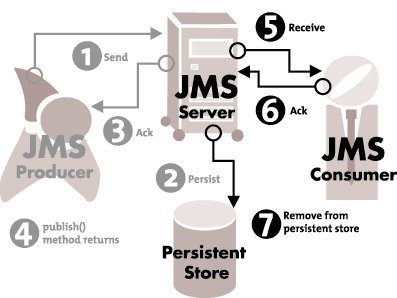 1 Send
5 Receive
JMS
Server
6 Ack
3 Ack
JMS
Producer
JMS
Consumer
2 Persist
4 publish()
method returns
7 Remove from
persistent store
Persistent
Store